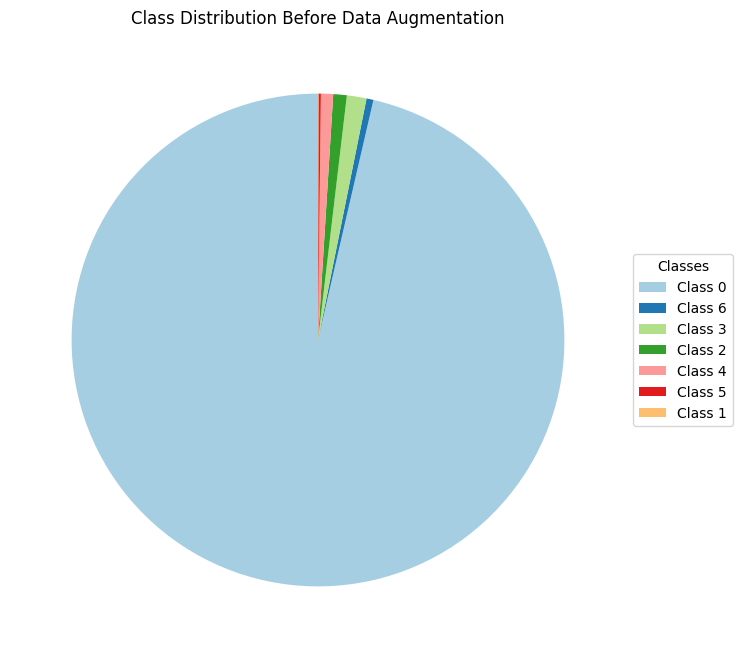 Class Distribution Before Data Augmentation
Classes
Class 0
Class 6
Class 3
Class 2
Class 4
Class 5
Class 1